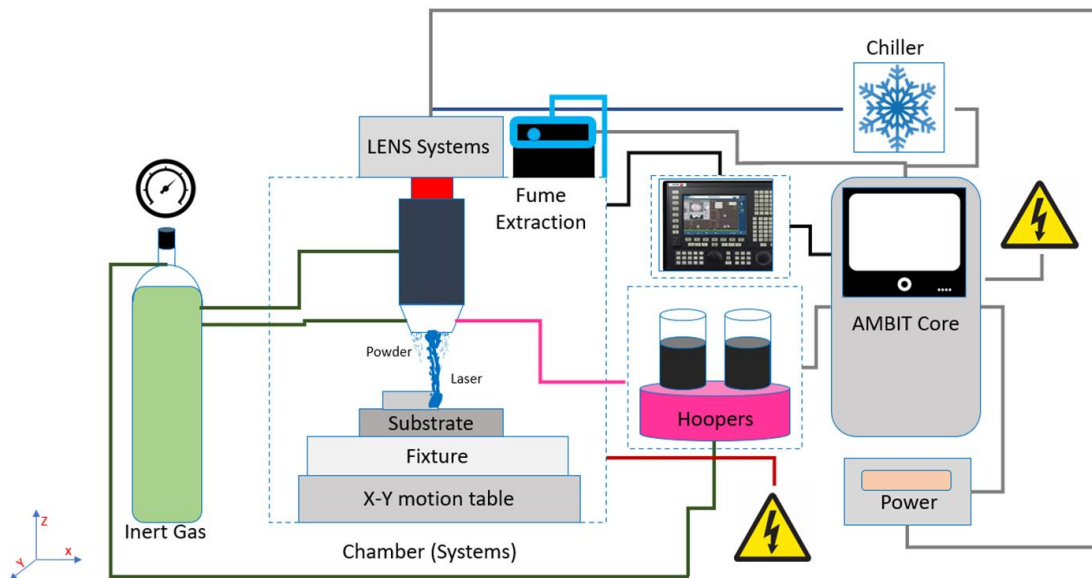 Chiller
LENS Systems
Fume
Extraction
AMBIT Core
Powder
Laser
Substrate
Hoopers
Fixture
X-Y motion table
Power
Inert Gas
Chamber (Systems)
Z
X
Y